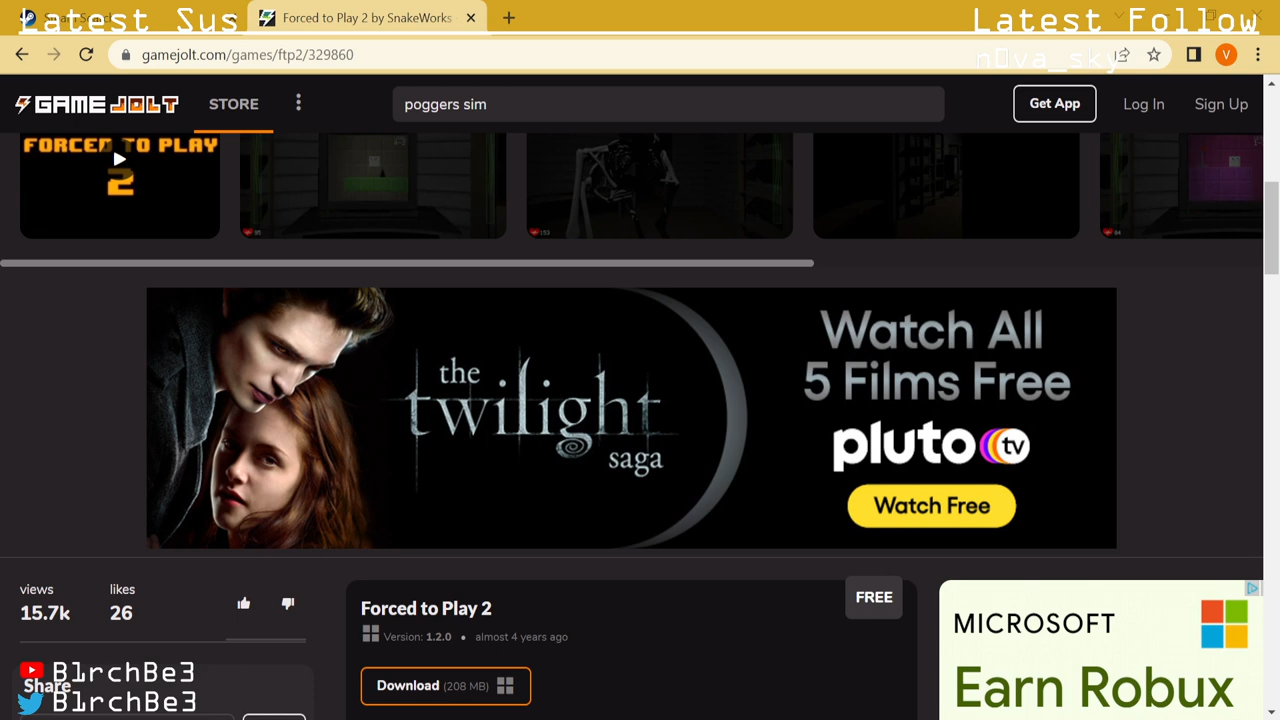 Latest Sus
Forced to Play 2 by SnakeWorks
Latest Follow
gamejolt.com/games/ftp2/329860
V
GAME JOLT
STORE
poggers sim
Get App
Log In
Sign Up
FORCED TO PLAY
2
95
153
84
the
twilight
saga
Watch All
5 Films Free
pluto tv
Watch Free
views
15.7k
likes
26
Forced to Play 2
FREE
Version: 1.2.0 • almost 4 years ago
Download (208 MB)
MICROSOFT
Earn Robux
B1rchBe3
Share
B1rchBe3